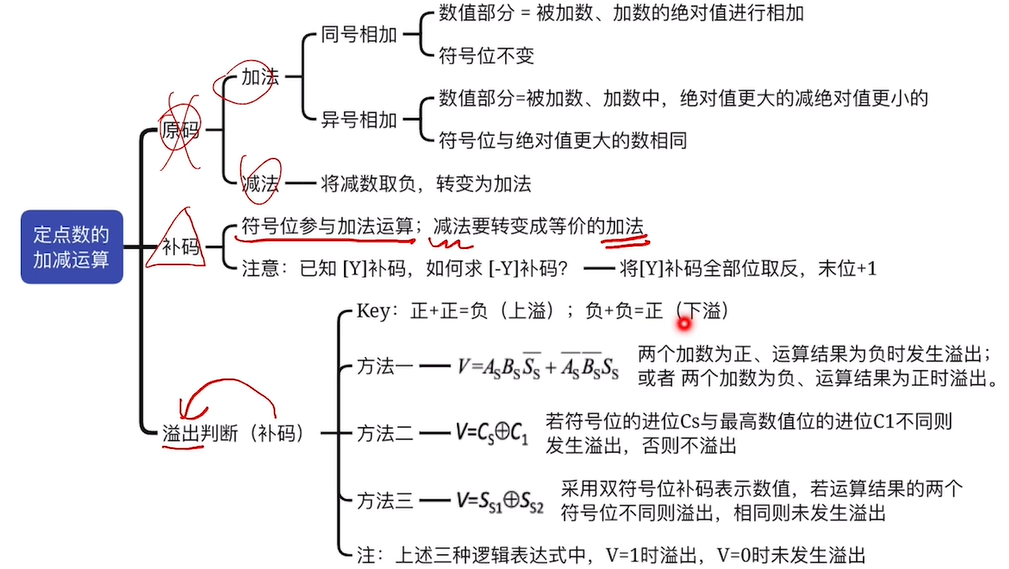 定点数的
加减运算
原码
加法
同号相加
数值部分 = 被加数、加数的绝对值进行相加
符号位不变
异号相加
数值部分=被加数、加数中，绝对值更大的减绝对值更小的
符号位与绝对值更大的数相同
减法
将减数取负，转变为加法
补码
符号位参与加法运算；减法要转变成等价的加法
注意：已知 [Y]补码，如何求 [-Y]补码？
将[Y]补码全部位取反，末位+1
溢出判断（补码）
Key：正+正=负（上溢）；负+负=正（下溢）
方法一
V=A_S B_S S̅_S + A̅_S B̅_S S_S
两个加数为正、运算结果为负时发生溢出；
或者 两个加数为负、运算结果为正时溢出。
方法二
V=C_S⊕C_1
若符号位的进位Cs与最高数值位的进位C1不同则
发生溢出，否则不溢出
方法三
V=S_S1⊕S_S2
采用双符号位补码表示数值，若运算结果的两个
符号位不同则溢出，相同则未发生溢出
注：上述三种逻辑表达式中，V=1时溢出，V=0时未发生溢出